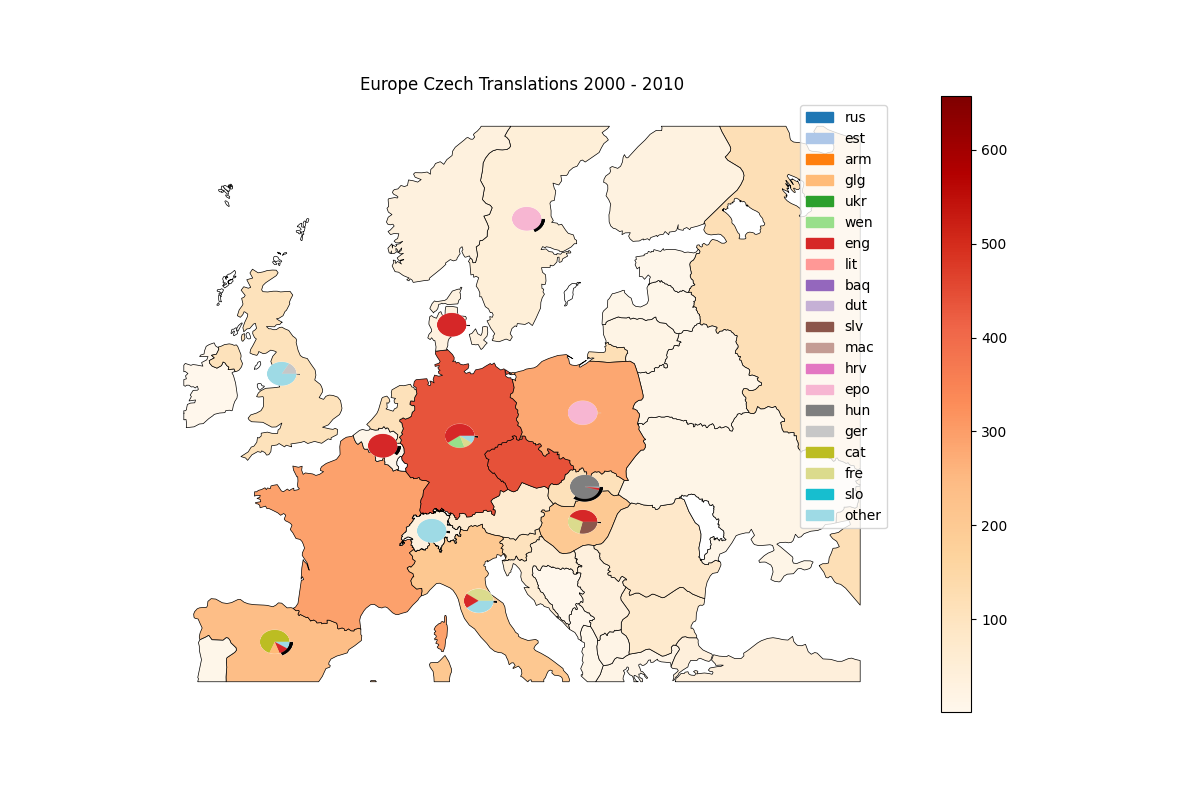 Europe Czech Translations 2000 - 2010
rus
est
arm
glg
ukr
wen
eng
lit
baq
dut
slv
mac
hrv
epo
hun
ger
cat
fre
slo
other
600
500
400
300
200
100